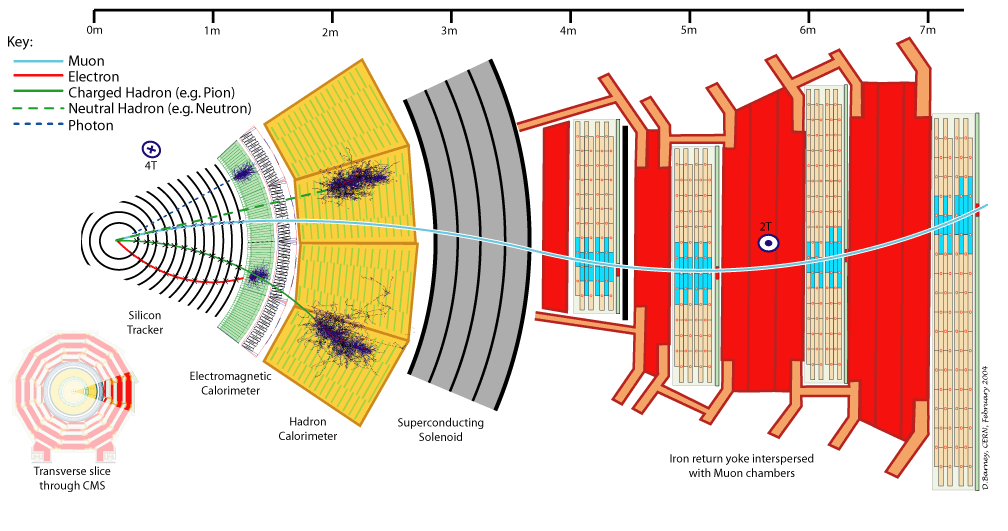 0m
1m
2m
3m
4m
5m
6m
7m
Key:
Muon
Electron
Charged Hadron (e.g. Pion)
Neutral Hadron (e.g. Neutron)
Photon
4T
2T
Silicon
Tracker
Electromagnetic
Calorimeter
Hadron
Calorimeter
Superconducting
Solenoid
Iron return yoke interspersed
with Muon chambers
Transverse slice
through CMS
D. Barney, CERN, February 2004